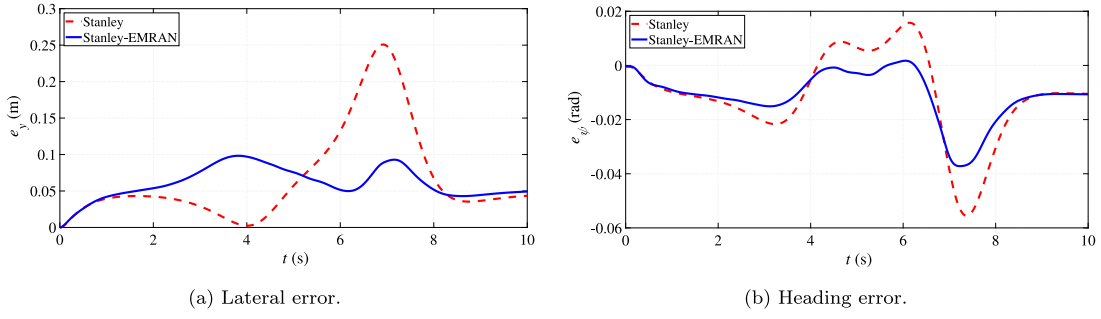 0.3
0.25
0.2
0.15
0.1
0.05
0
e_y (m)
Stanley
Stanley-EMRAN
0 2 4 6 8 10
t (s)
(a) Lateral error.
0.02
0
-0.02
-0.04
-0.06
e_ψ (rad)
Stanley
Stanley-EMRAN
0 2 4 6 8 10
t (s)
(b) Heading error.